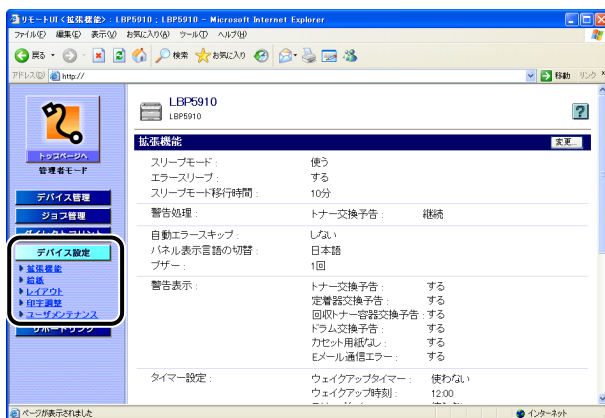 リモートUI <拡張機能> : LBP5910 ; LBP5910 - Microsoft Internet Explorer
ファイル(F) 編集(E) 表示(V) お気に入り(A) ツール(T) ヘルプ(H)
戻る 検索 お気に入り
アドレス(D) http:// 移動 リンク
LBP5910
LBP5910
トップページへ
管理者モード
デバイス管理
ジョブ管理
デバイス設定
拡張機能
給紙
レイアウト
印字調整
ユーザメンテナンス
拡張機能 変更...
スリープモード : 使う
エラースリープ : する
スリープモード移行時間 : 10分
警告処理 : トナー交換予告 : 継続
自動エラースキップ : しない
パネル表示言語の切替 : 日本語
ブザー : 1回
警告表示 : トナー交換予告 : する
定着器交換予告 : する
回収トナー容器交換予告 : する
ドラム交換予告 : する
カセット用紙なし : する
Eメール通信エラー : する
タイマー設定 : ウェイクアップタイマー : 使わない
ウェイクアップ時刻 : 12:00
ページが表示されました インターネット